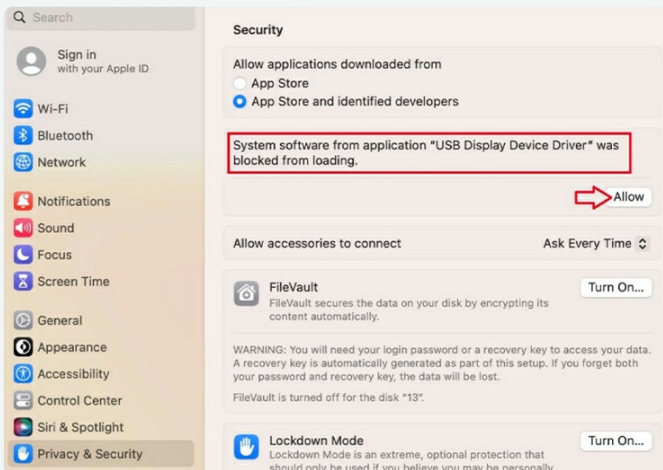 Search
Sign in
with your Apple ID
Wi-Fi
Bluetooth
Network
Notifications
Sound
Focus
Screen Time
General
Appearance
Accessibility
Control Center
Siri & Spotlight
Privacy & Security
Security
Allow applications downloaded from
App Store
App Store and identified developers
System software from application "USB Display Device Driver" was
blocked from loading.
Allow
Allow accessories to connect
Ask Every Time
FileVault
Turn On...
FileVault secures the data on your disk by encrypting its
content automatically.
WARNING: You will need your login password or a recovery key to access your data.
A recovery key is automatically generated as part of this setup. If you forget both
your password and recovery key, the data will be lost.
FileVault is turned off for the disk "13".
Lockdown Mode
Turn On...
Lockdown Mode is an extreme, optional protection that
should only be used if you believe you may be personally